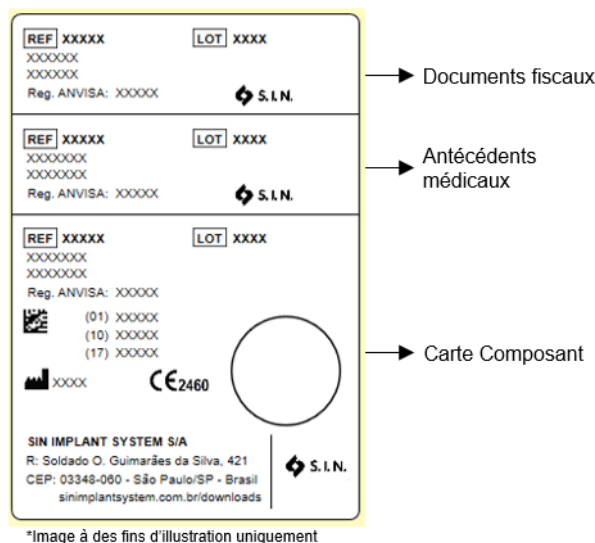 REF XXXXX LOT XXXX
XXXXXX
XXXXXX
Reg. ANVISA: XXXXX S.I.N.
Documents fiscaux
REF XXXXX LOT XXXX
XXXXXXX
XXXXXXX
Reg. ANVISA: XXXXX S.I.N.
Antécédents
médicaux
REF XXXXX LOT XXXX
XXXXXXX
XXXXXXX
Reg. ANVISA: XXXXX
(01) XXXXX
(10) XXXXX
(17) XXXXX
XXXX CE2460
Carte Composant
SIN IMPLANT SYSTEM S/A
R: Soldado O. Guimarães da Silva, 421
CEP: 03348-060 - São Paulo/SP - Brasil
sinimplantsystem.com.br/downloads
S.I.N.
*Image à des fins d'illustration uniquement